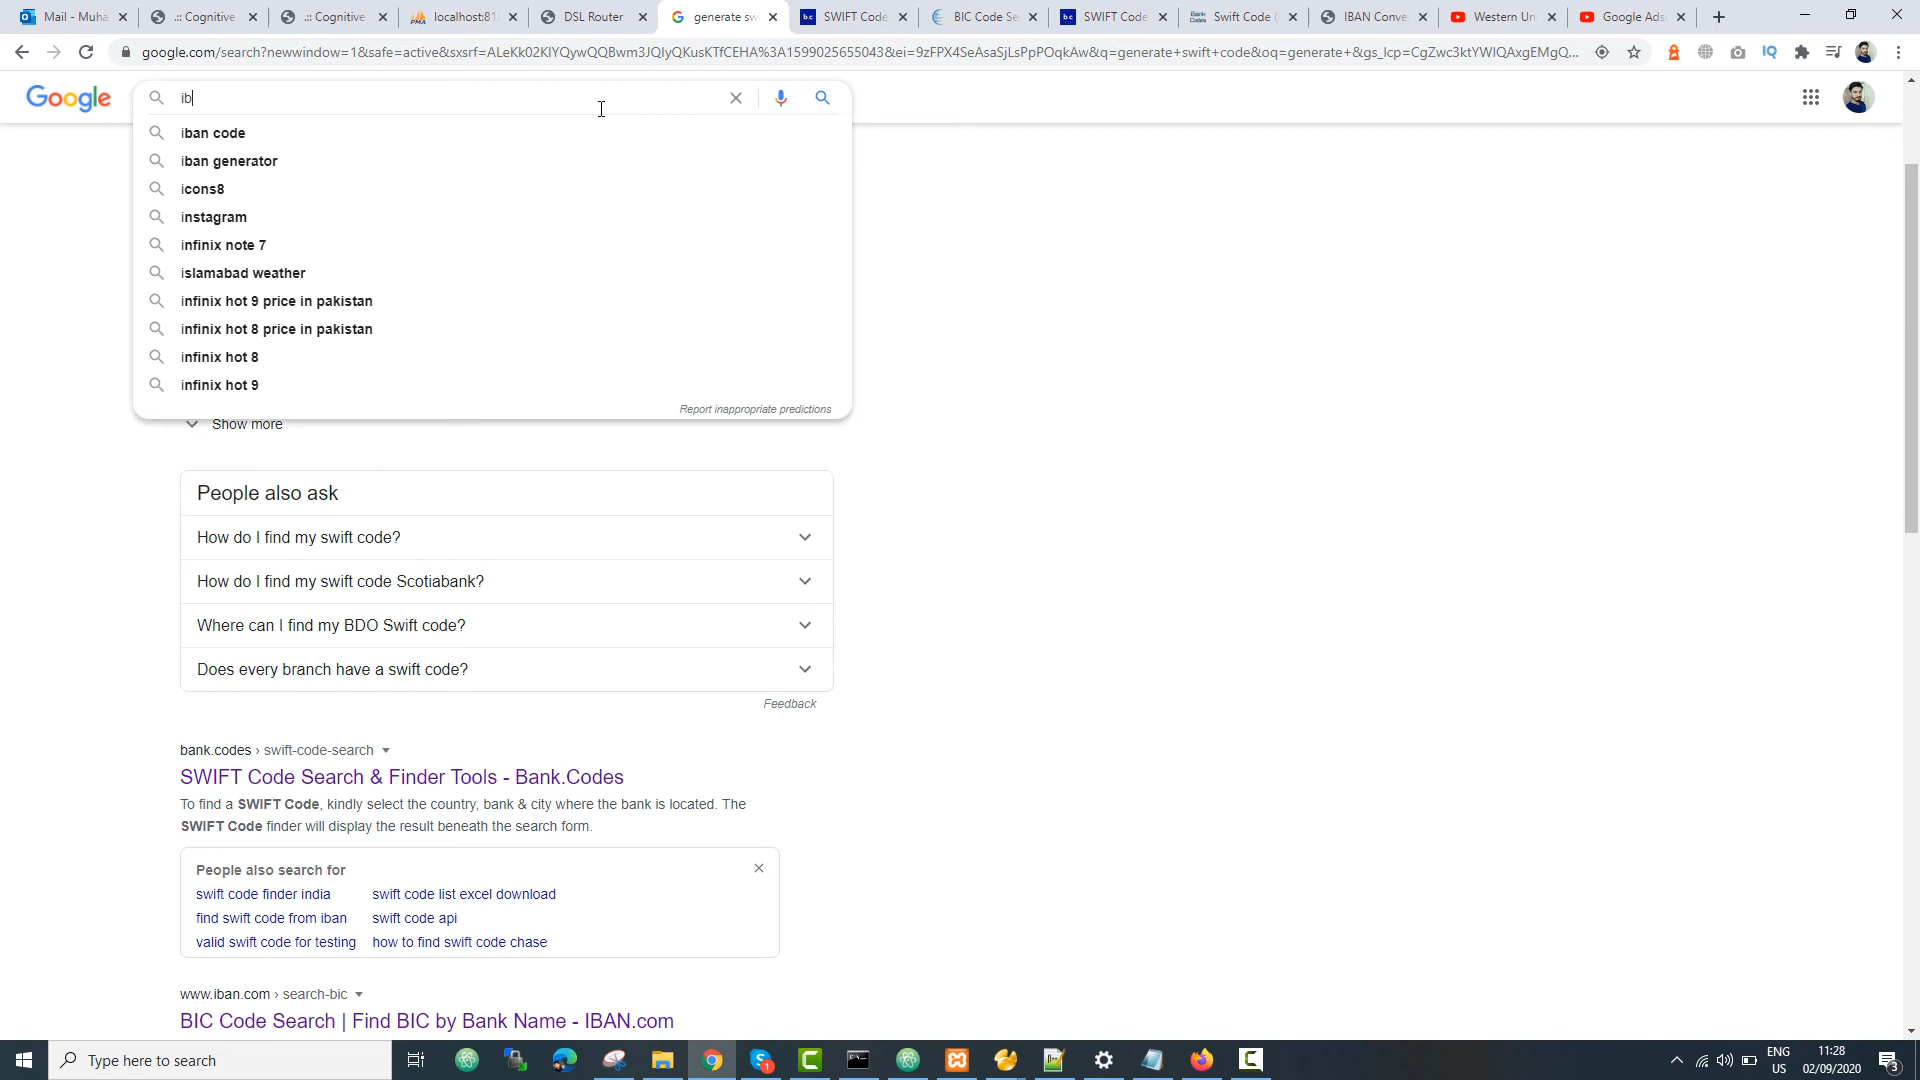 Mail - Muha
.:: Cognitive
.:: Cognitive
localhost:81
DSL Router
generate sw
SWIFT Code
BIC Code Se
SWIFT Code
Swift Code (
IBAN Conve
Western Un
Google Ads
google.com/search?newwindow=1&safe=active&sxsrf=ALeKk02KIYQywQQBwm3JQIyQKusKTfCEHA%3A1599025655043&ei=9zFPX4SeAsaSjLsPpPOqkAw&q=generate+swift+code&oq=generate+&gs_lcp=CgZwc3ktYWIQAxgEMgQ...
Google
ib
iban code
iban generator
icons8
instagram
infinix note 7
islamabad weather
infinix hot 9 price in pakistan
infinix hot 8 price in pakistan
infinix hot 8
infinix hot 9
Report inappropriate predictions
Show more
People also ask
How do I find my swift code?
How do I find my swift code Scotiabank?
Where can I find my BDO Swift code?
Does every branch have a swift code?
Feedback
bank.codes › swift-code-search
SWIFT Code Search & Finder Tools - Bank.Codes
To find a SWIFT Code, kindly select the country, bank & city where the bank is located. The
SWIFT Code finder will display the result beneath the search form.
People also search for
swift code finder india
swift code list excel download
find swift code from iban
swift code api
valid swift code for testing
how to find swift code chase
www.iban.com › search-bic
BIC Code Search | Find BIC by Bank Name - IBAN.com
Type here to search
ENG
US
11:28
02/09/2020
3